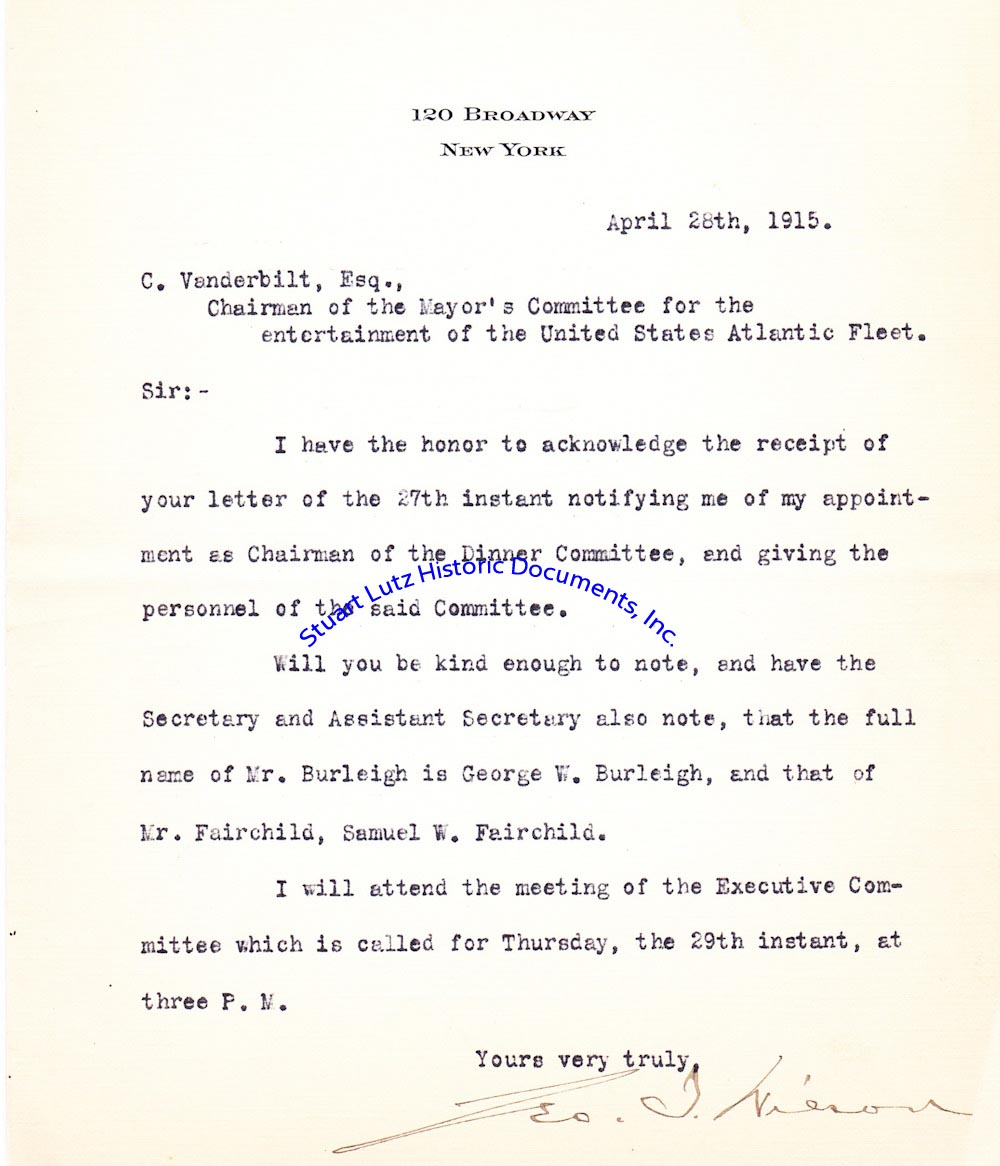 120 BROADWAY
NEW YORK
April 28th, 1915.
C. Vanderbilt, Esq.,
Chairman of the Mayor's Committee for the
entertainment of the United States Atlantic Fleet.
Sir:-
I have the honor to acknowledge the receipt of
your letter of the 27th instant notifying me of my appoint-
ment as Chairman of the Dinner Committee, and giving the
personnel of the said Committee.
Stuart Lutz Historic Documents, Inc.
Will you be kind enough to note, and have the
Secretary and Assistant Secretary also note, that the full
name of Mr. Burleigh is George W. Burleigh, and that of
Mr. Fairchild, Samuel W. Fairchild.
I will attend the meeting of the Executive Com-
mittee which is called for Thursday, the 29th instant, at
three P. M.
Yours very truly,
Geo. T. Wilson